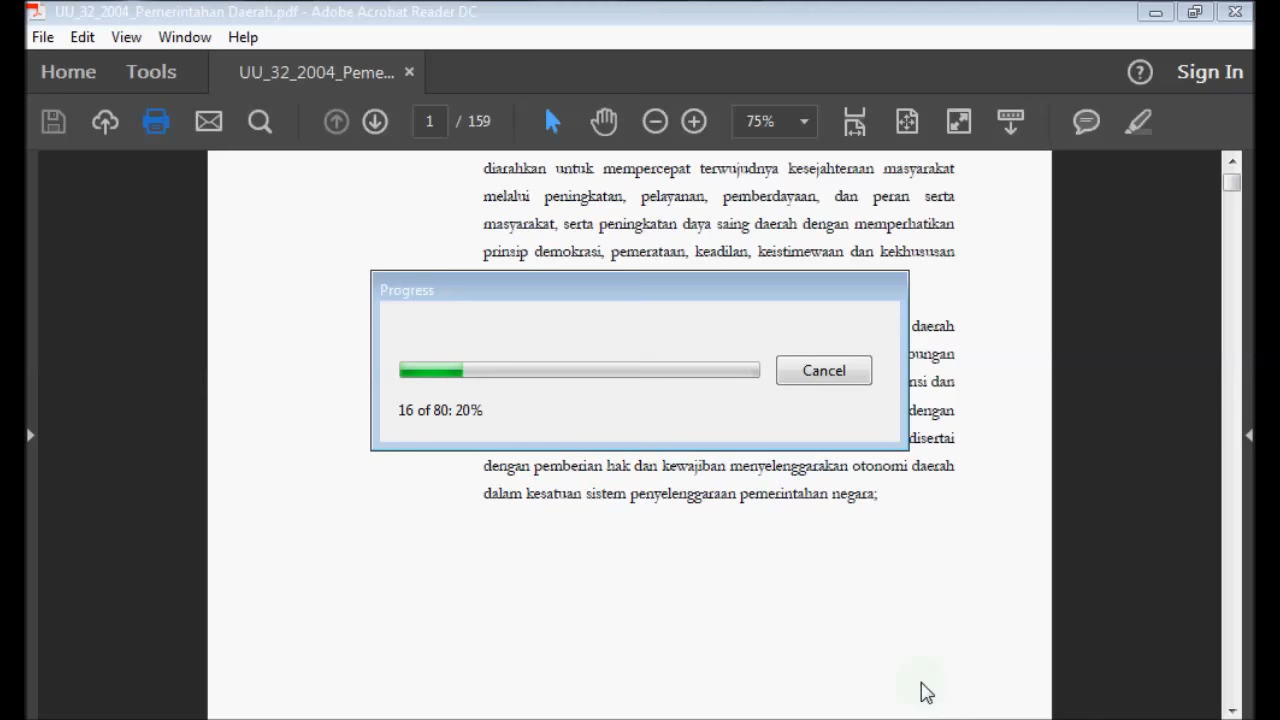 UU_32_2004_Pemerintahan Daerah.pdf - Adobe Acrobat Reader DC
File Edit View Window Help
Home Tools UU_32_2004_Peme... × ? Sign In
1 / 159 75%
diarahkan untuk mempercepat terwujudnya kesejahteraan masyarakat
melalui peningkatan, pelayanan, pemberdayaan, dan peran serta
masyarakat, serta peningkatan daya saing daerah dengan memperhatikan
prinsip demokrasi, pemerataan, keadilan, keistimewaan dan kekhususan
Progress
daerah
Cancel
16 of 80: 20%
dengan
disertai
dengan pemberian hak dan kewajiban menyelenggarakan otonomi daerah
dalam kesatuan sistem penyelenggaraan pemerintahan negara;